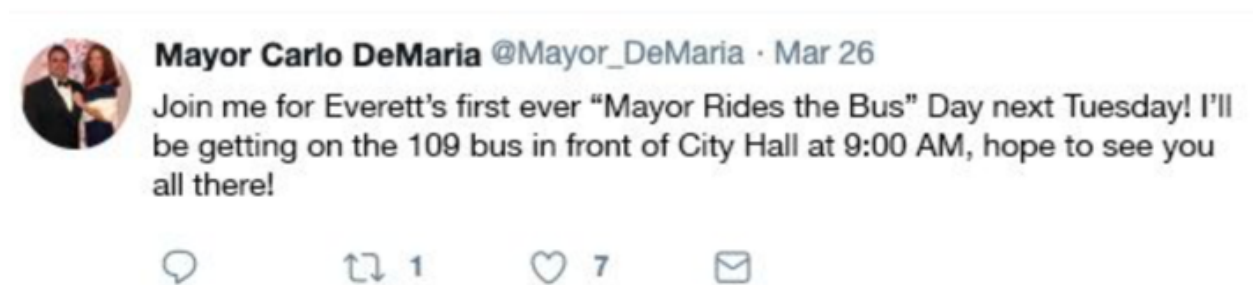 Mayor Carlo DeMaria @Mayor_DeMaria · Mar 26
Join me for Everett’s first ever “Mayor Rides the Bus” Day next Tuesday! I’ll
be getting on the 109 bus in front of City Hall at 9:00 AM, hope to see you
all there!
1 7